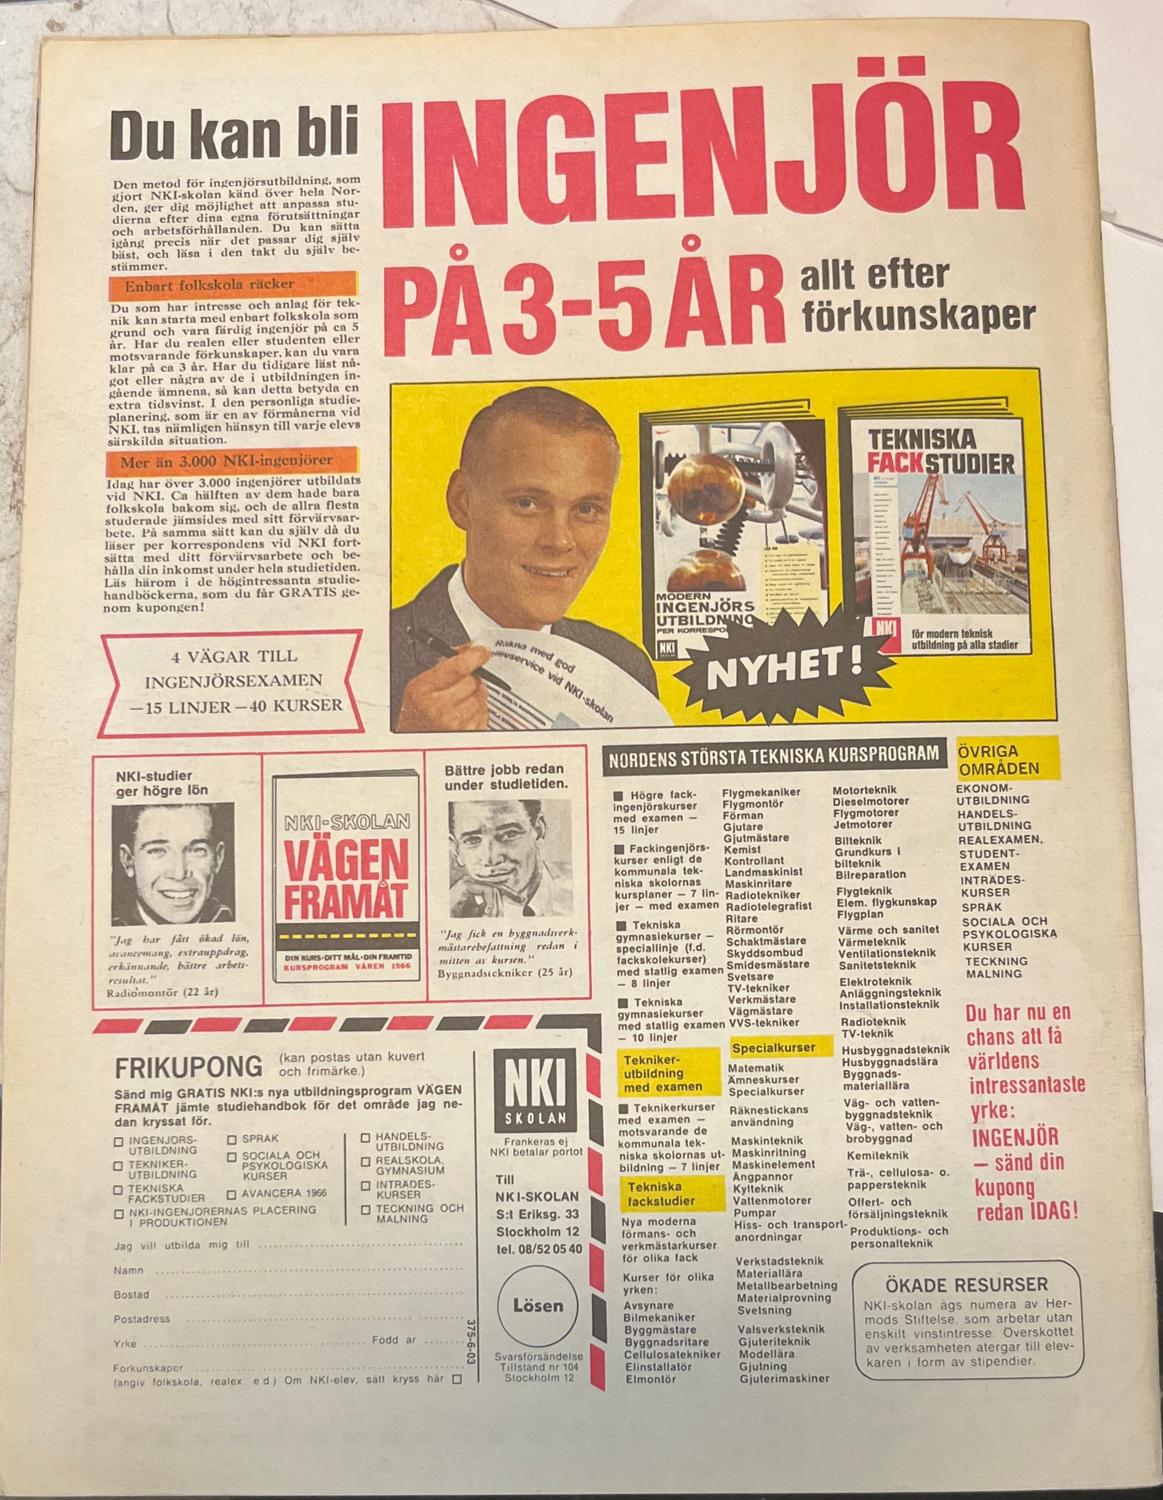 Du kan bli
INGENJÖR
PÅ 3-5 ÅR
allt efter
förkunskaper
Den metod för ingenjörsutbildning, som
gjort NKI-skolan känd över hela Nor-
den, ger dig möjlighet att anpassa stu-
dierna efter dina egna förutsättningar
och arbetsförhållanden. Du kan sätta
igång precis när det passar dig själv
bäst, och läsa i den takt du själv be-
stämmer.
Enbart folkskola räcker
Du som har intresse och anlag för tek-
nik kan starta med enbart folkskola som
grund och vara färdig ingenjör på ca 5
år. Har du realen eller studenten eller
motsvarande förkunskaper, kan du vara
klar på ca 3 år. Har du tidigare läst nå-
got eller några av de i utbildningen in-
gående ämnena, så kan detta betyda en
extra tidsvinst. I den personliga studie-
planering, som är en av förmånerna vid
NKI, tas nämligen hänsyn till varje elevs
särskilda situation.
Mer än 3.000 NKI-ingenjörer
Idag har över 3.000 ingenjörer utbildats
vid NKI. Ca hälften av dem hade bara
folkskola bakom sig, och de allra flesta
studerade jämsides med sitt förvärvsar-
bete. På samma sätt kan du själv då du
läser per korrespondens vid NKI fort-
sätta med ditt förvärvsarbete och be-
hålla din inkomst under hela studietiden.
Läs härom i de högintressanta studie-
handböckerna, som du får GRATIS ge-
nom kupongen!
4 VÄGAR TILL
INGENJÖRSEXAMEN
—15 LINJER—40 KURSER
Räkna med god
service vid NKI-skolan
MODERN
INGENJÖRS
UTBILDNING
PER KORRESPO
NKI
SKOLAN
TEKNISKA
FACKSTUDIER
NKI
för modern teknisk
utbildning på alla stadier
NYHET!
NKI-studier
ger högre lön
"Jag har fått ökad lön,
avancemang, extrauppdrag,
erkännande, bättre arbets-
resultat."
Radiomontör (22 år)
NKI-SKOLAN
VÄGEN
FRAMÅT
DIN KURS-DITT MÅL-DIN FRAMTID
KURSPROGRAM VÅREN 1966
Bättre jobb redan
under studietiden.
"Jag fick en byggnadsverk-
mästarebefattning redan i
mitten av kursen."
Byggnadstekniker (25 år)
FRIKUPONG
(kan postas utan kuvert
och frimärke.)
Sänd mig GRATIS NKI:s nya utbildningsprogram VÄGEN
FRAMÅT jämte studiehandbok för det område jag ne-
dan kryssat för.
INGENJÖRS-
UTBILDNING
TEKNIKER-
UTBILDNING
TEKNISKA
FACKSTUDIER
NKI-INGENJÖRERNAS PLACERING
I PRODUKTIONEN
SPRÅK
SOCIALA OCH
PSYKOLOGISKA
KURSER
AVANCERA 1966
HANDELS-
UTBILDNING
REALSKOLA,
GYMNASIUM
INTRÄDES-
KURSER
TECKNING OCH
MÅLNING
Jag vill utbilda mig till
Namn
Bostad
Postadress
Yrke Född år
Förkunskaper
(angiv folkskola, realex. e.d.) Om NKI-elev, sätt kryss här
375-6-03
NKI
SKOLAN
Frankeras ej
NKI betalar portot
Till
NKI-SKOLAN
S:t Eriksg. 33
Stockholm 12
tel. 08/52 05 40
Lösen
Svarsförsändelse
Tillstånd nr 104
Stockholm 12
NORDENS STÖRSTA TEKNISKA KURSPROGRAM
■ Högre fack-
ingenjörskurser
med examen —
15 linjer
■ Fackingenjörs-
kurser enligt de
kommunala tek-
niska skolornas
kursplaner — 7 lin-
jer — med examen
■ Tekniska
gymnasiekurser —
speciallinje (f.d.
fackskolekurser)
med statlig examen
— 8 linjer
■ Tekniska
gymnasiekurser
med statlig examen
— 10 linjer
Tekniker-
utbildning
med examen
■ Teknikerkurser
med examen —
motsvarande de
kommunala tek-
niska skolornas ut-
bildning — 7 linjer
Tekniska
fackstudier
Nya moderna
förmans- och
verkmästarkurser
för olika fack
Kurser för olika
yrken:
Avsynare
Bilmekaniker
Byggmästare
Byggnadsritare
Cellulosatekniker
Elinstallatör
Elmontör
Flygmekaniker
Flygmontör
Förman
Gjutare
Gjutmästare
Kemist
Kontrollant
Landmaskinist
Maskinritare
Radiotekniker
Radiotelegrafist
Ritare
Rörmontör
Schaktmästare
Skyddsombud
Smidesmästare
Svetsare
TV-tekniker
Verkmästare
Vägmästare
VVS-tekniker
Specialkurser
Matematik
Ämneskurser
Specialkurser
Räknestickans
användning
Maskinteknik
Maskinritning
Maskinelement
Ångpannor
Kylteknik
Vattenmotorer
Pumpar
Hiss- och transport-
anordningar
Verkstadsteknik
Materiallära
Metallbearbetning
Materialprovning
Svetsning
Valsverksteknik
Gjuteriteknik
Modellära
Gjutning
Gjuterimaskiner
Motorteknik
Dieselmotorer
Flygmotorer
Jetmotorer
Bilteknik
Grundkurs i
bilteknik
Bilreparation
Flygteknik
Elem. flygkunskap
Flygplan
Värme och sanitet
Värmeteknik
Ventilationsteknik
Sanitetsteknik
Elektroteknik
Anläggningsteknik
Installationsteknik
Radioteknik
TV-teknik
Husbyggnadsteknik
Husbyggnadslära
Byggnads-
materiallära
Väg- och vatten-
byggnadsteknik
Väg-, vatten- och
brobyggnad
Kemiteknik
Trä-, cellulosa- o.
pappersteknik
Offert- och
försäljningsteknik
Produktions- och
personalteknik
ÖVRIGA
OMRÅDEN
EKONOM-
UTBILDNING
HANDELS-
UTBILDNING
REALEXAMEN,
STUDENT-
EXAMEN
INTRÄDES-
KURSER
SPRÅK
SOCIALA OCH
PSYKOLOGISKA
KURSER
TECKNING
MÅLNING
Du har nu en
chans att få
världens
intressantaste
yrke:
INGENJÖR
— sänd din
kupong
redan IDAG!
ÖKADE RESURSER
NKI-skolan ägs numera av Her-
mods Stiftelse, som arbetar utan
enskilt vinstintresse. Överskottet
av verksamheten återgår till elev-
kåren i form av stipendier.